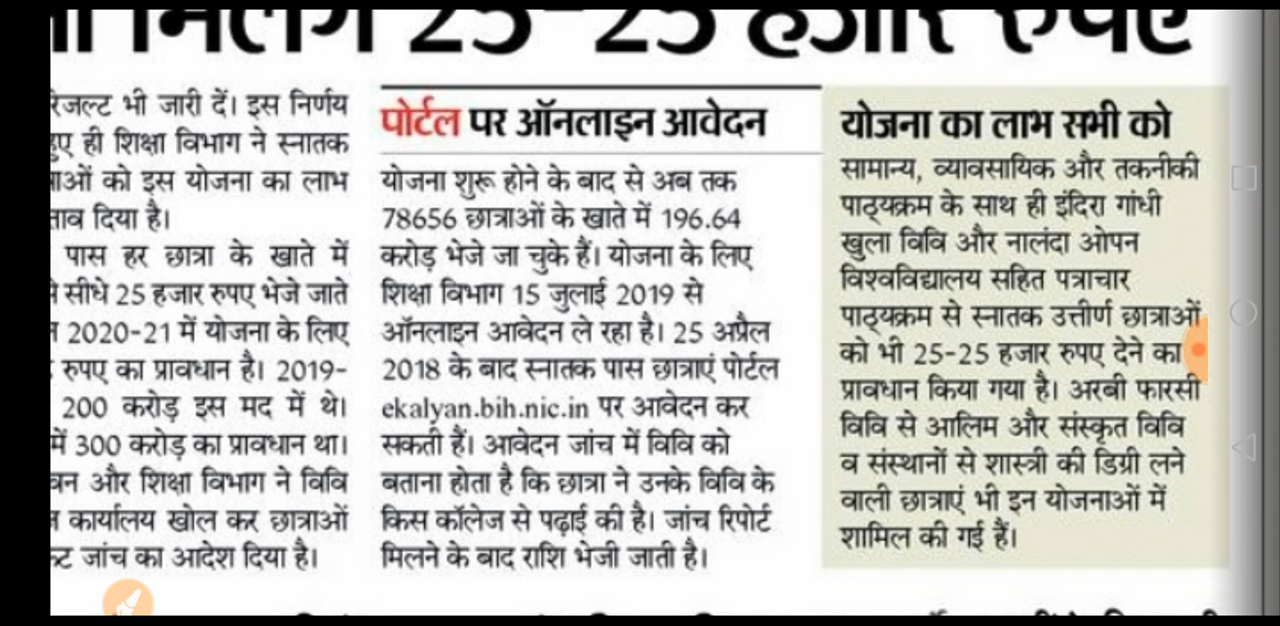 मिलेंगे 25-25 हजार रुपए
रिजल्ट भी जारी दें। इस निर्णय
ही शिक्षा विभाग ने स्नातक
को इस योजना का लाभ
दिया है।
पास हर छात्रा के खाते में
सीधे 25 हजार रुपए भेजे जाते
2020-21 में योजना के लिए
रुपए का प्रावधान है। 2019-
200 करोड़ इस मद में थे।
में 300 करोड़ का प्रावधान था।
और शिक्षा विभाग ने विवि
कार्यालय खोल कर छात्राओं
जांच का आदेश दिया है।
पोर्टल पर ऑनलाइन आवेदन
योजना शुरू होने के बाद से अब तक
78656 छात्राओं के खाते में 196.64
करोड़ भेजे जा चुके हैं। योजना के लिए
शिक्षा विभाग 15 जुलाई 2019 से
ऑनलाइन आवेदन ले रहा है। 25 अप्रैल
2018 के बाद स्नातक पास छात्राएं पोर्टल
ekalyan.bih.nic.in पर आवेदन कर
सकती हैं। आवेदन जांच में विवि को
बताना होता है कि छात्रा ने उनके विवि के
किस कॉलेज से पढ़ाई की है। जांच रिपोर्ट
मिलने के बाद राशि भेजी जाती है।
योजना का लाभ सभी को
सामान्य, व्यावसायिक और तकनीकी
पाठ्यक्रम के साथ ही इंदिरा गांधी
खुला विवि और नालंदा ओपन
विश्वविद्यालय सहित पत्राचार
पाठ्यक्रम से स्नातक उत्तीर्ण छात्राओं
को भी 25-25 हजार रुपए देने का
प्रावधान किया गया है। अरबी फारसी
विवि से आलिम और संस्कृत विवि
व संस्थानों से शास्त्री की डिग्री लने
वाली छात्राएं भी इन योजनाओं में
शामिल की गई हैं।